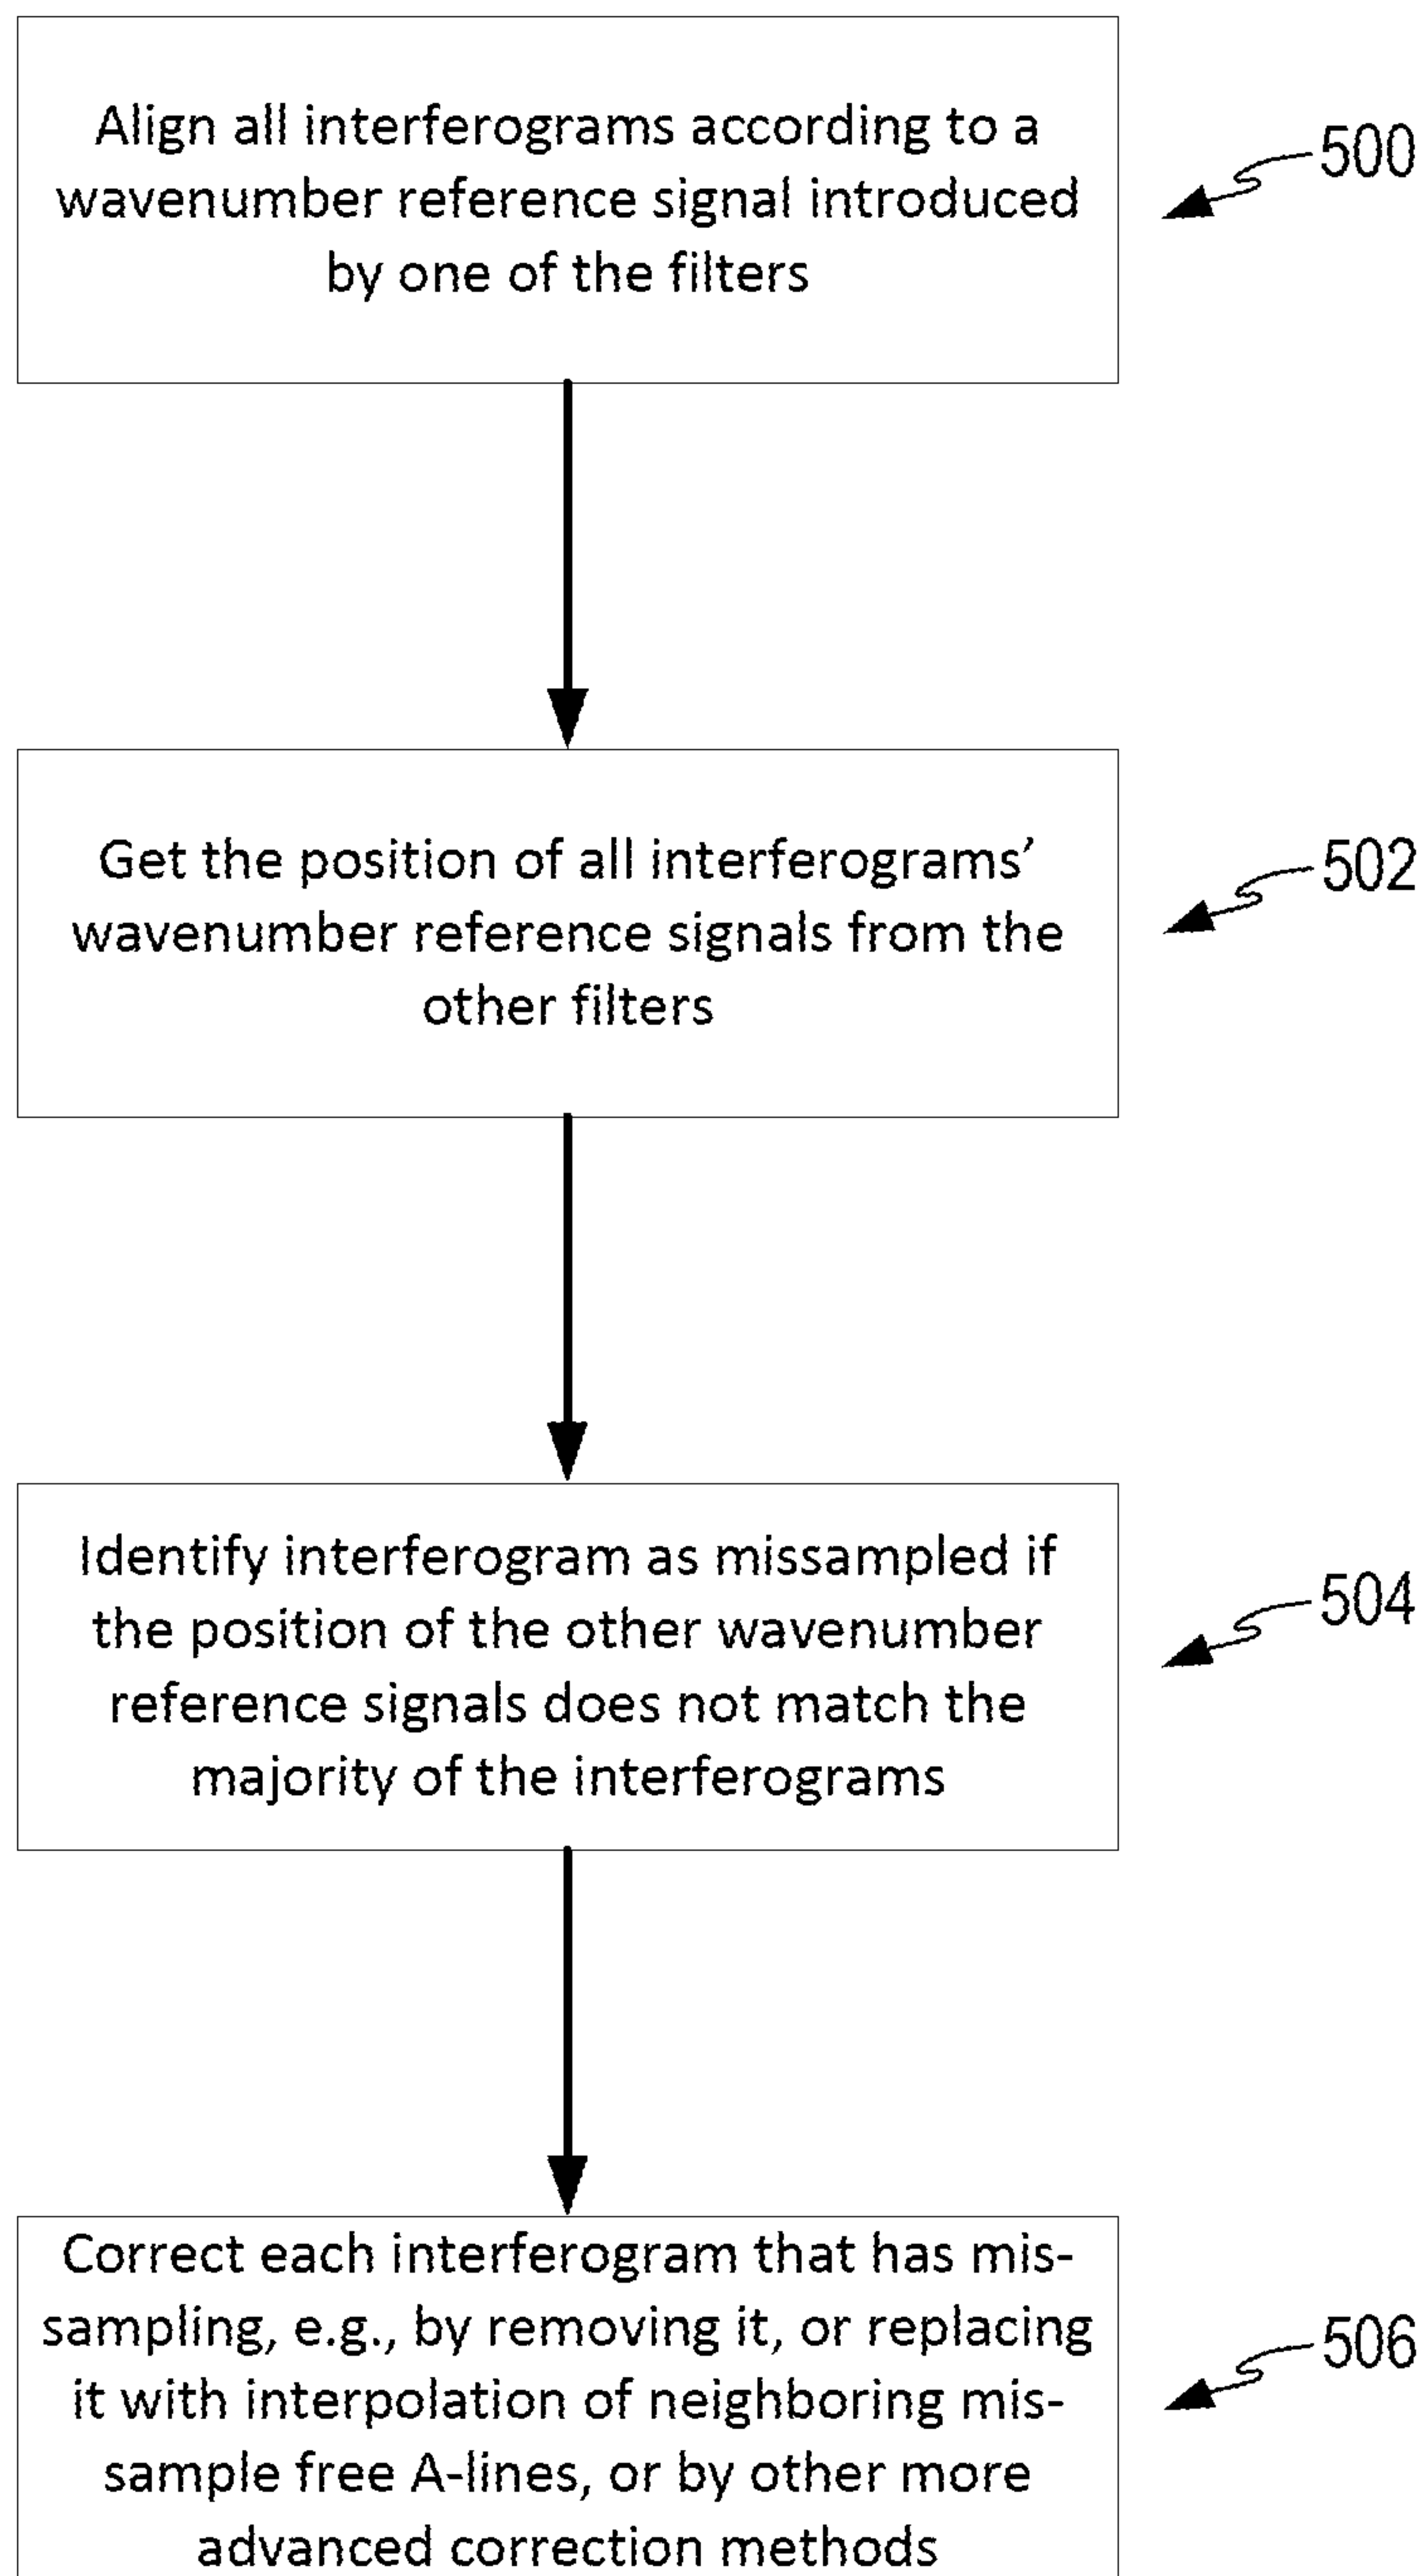 Align all interferograms according to a
wavenumber reference signal introduced
by one of the filters
500
Get the position of all interferograms’
wavenumber reference signals from the
other filters
502
Identify interferogram as missampled if
the position of the other wavenumber
reference signals does not match the
majority of the interferograms
504
Correct each interferogram that has mis-
sampling, e.g., by removing it, or replacing
it with interpolation of neighboring mis-
sample free A-lines, or by other more
advanced correction methods
506